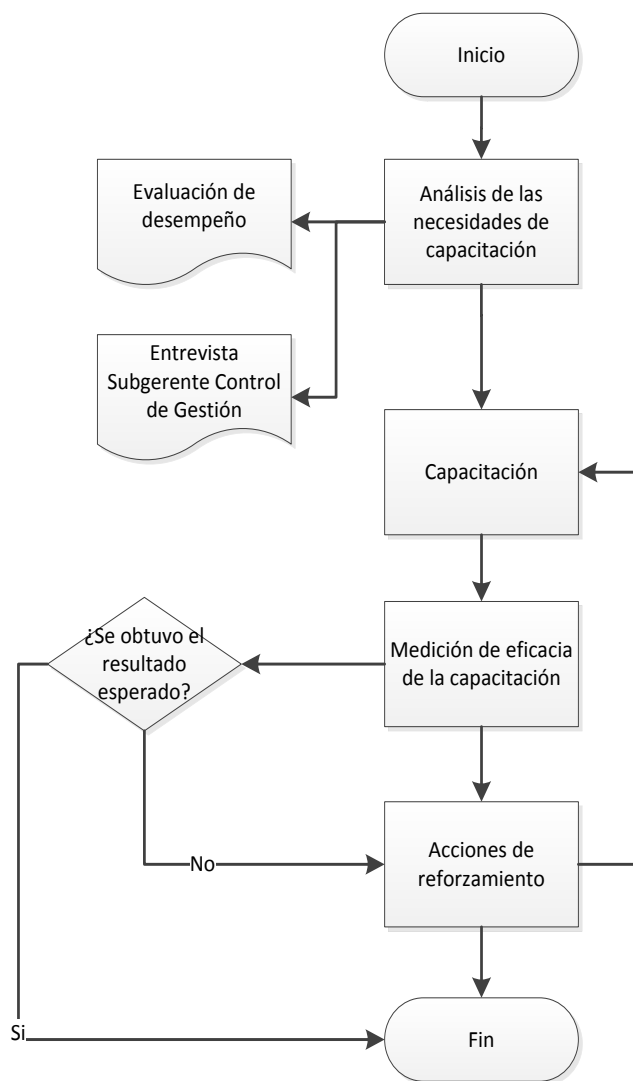 Inicio
Evaluación de
desempeño
Análisis de las
necesidades de
capacitación
Entrevista
Subgerente Control
de Gestión
Capacitación
¿Se obtuvo el
resultado
esperado?
Medición de eficacia
de la capacitación
No
Acciones de
reforzamiento
Si
Fin